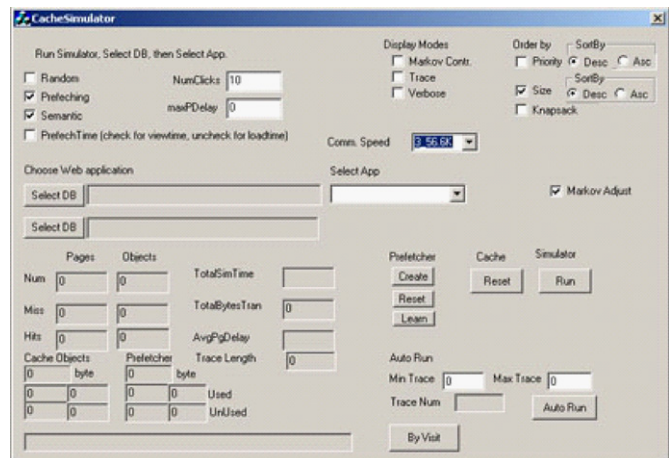 CacheSimulator
Run Simulator, Select DB, then Select App.
Random
Prefeching
Semantic
PrefechTime (check for viewtime, uncheck for loadtime)
NumClicks 10
maxPDelay 0
Display Modes
Markov Contr.
Trace
Verbose
Order by
SortBy
Priority Desc Asc
SortBy
Size Desc Asc
Knapsack
Comm. Speed 3_56.6K
Choose Web application
Select App
Select DB
Markov Adjust
Select DB
Pages Objects
Num 0 0
Miss 0 0
Hits 0 0
TotalSimTime
TotalBytesTran 0
AvgPgDelay
Trace Length 0
Prefetcher
Create
Reset
Learn
Cache
Reset
Simulator
Run
Cache Objects
Prefetcher
0 byte 0 byte
0 0 0 0 Used
0 0 0 0 UnUsed
Auto Run
Min Trace 0 Max Trace 0
Trace Num
Auto Run
By Visit